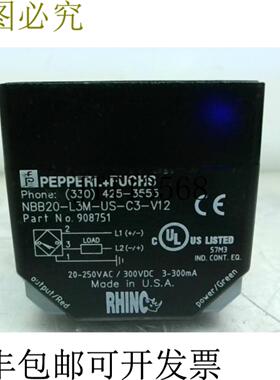 图必究
PEPPERL+FUCHS
Phone: (330) 425-3555
NBB20-L3M-US-C3-V12
Part No. 908751
L1 (+/-)
LOAD
L2 (-/+)
1
2
3
CE
C UL US LISTED
57M3
IND. CONT. EQ.
20-250VAC / 300VDC 3-300mA
Made in U.S.A.
RHINO
output/Red
power/Green
包邮可开发票